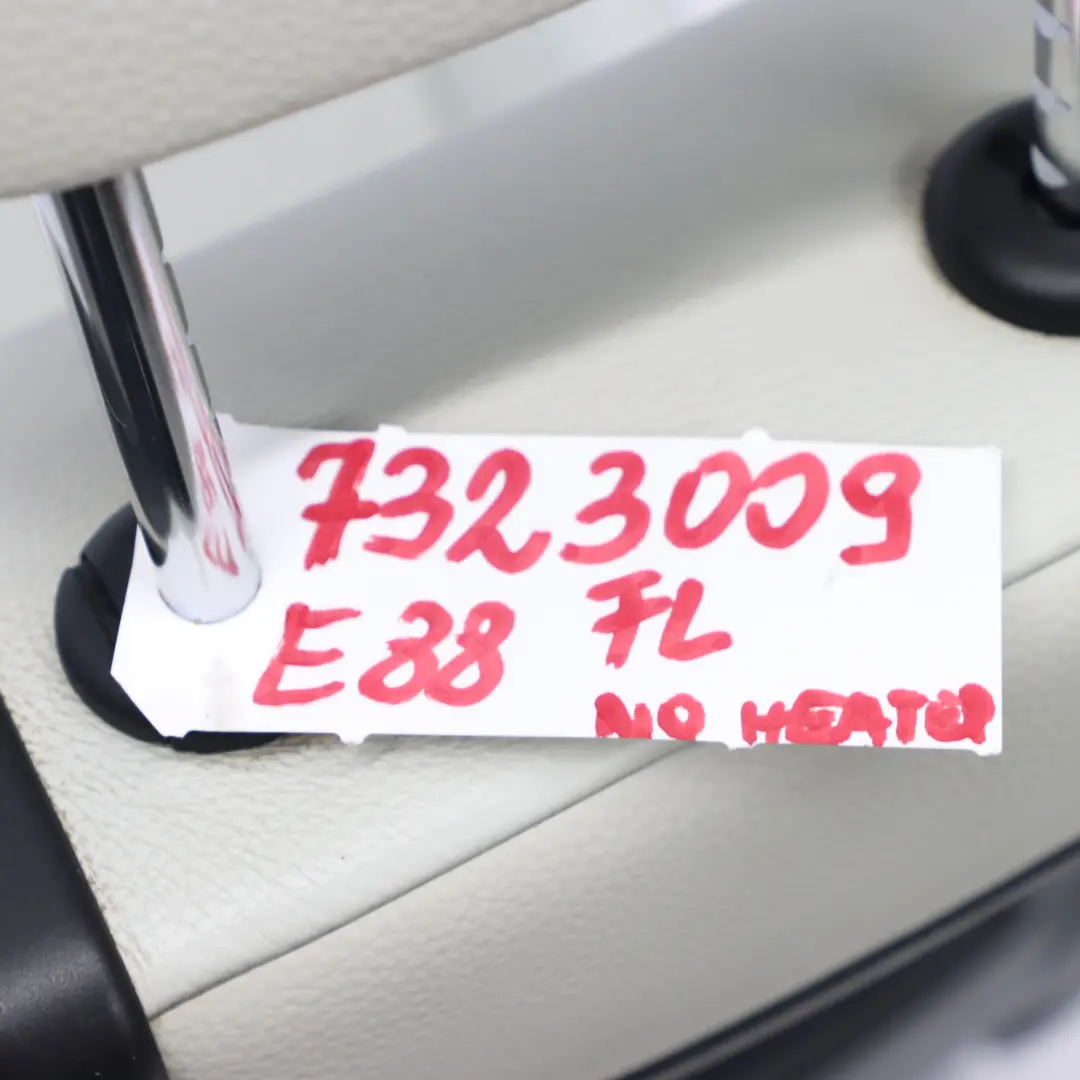 7323009
E88 FL
NO HEATER